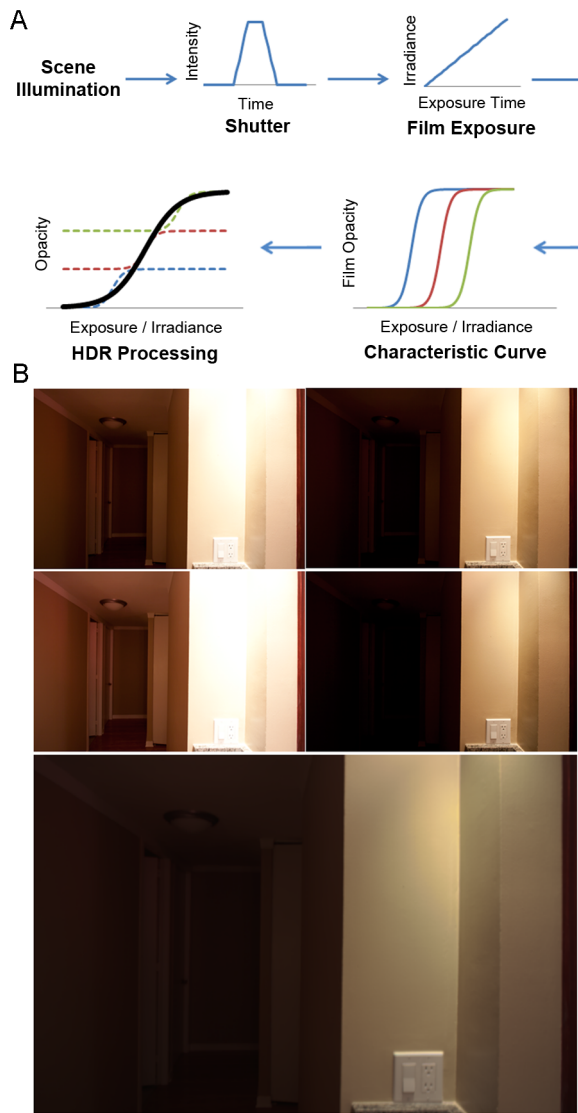 A
Scene
Illumination
Intensity
Time
Shutter
Irradiance
Exposure Time
Film Exposure
Opacity
Exposure / Irradiance
HDR Processing
Film Opacity
Exposure / Irradiance
Characteristic Curve
B